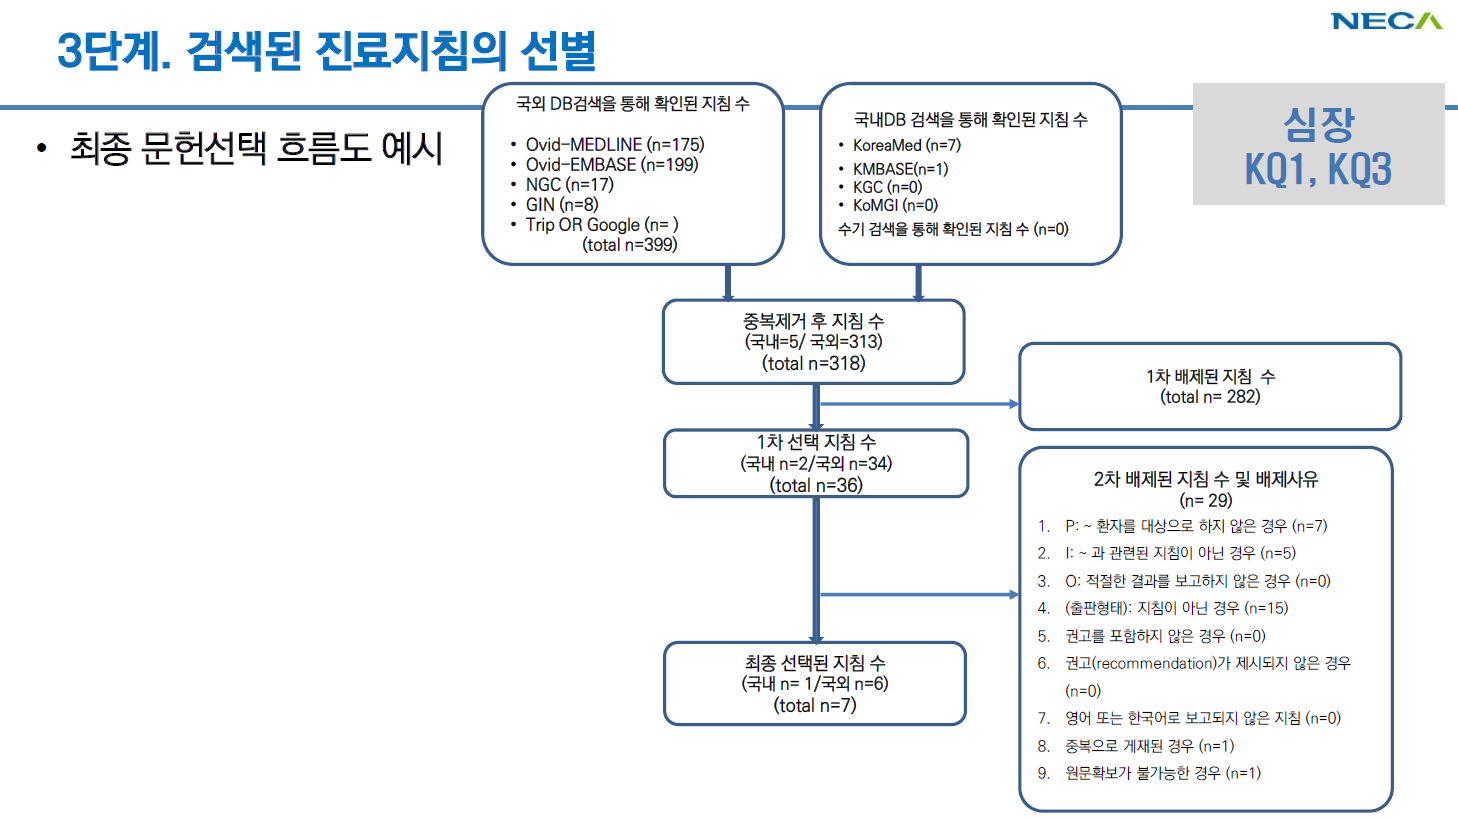 NECA
3단계. 검색된 진료지침의 선별
• 최종 문헌선택 흐름도 예시
심장
KQ1, KQ3
국외 DB검색을 통해 확인된 지침 수
• Ovid-MEDLINE (n=175)
• Ovid-EMBASE (n=199)
• NGC (n=17)
• GIN (n=8)
• Trip OR Google (n= )
(total n=399)
국내DB 검색을 통해 확인된 지침 수
• KoreaMed (n=7)
• KMBASE(n=1)
• KGC (n=0)
• KoMGI (n=0)
수기 검색을 통해 확인된 지침 수 (n=0)
중복제거 후 지침 수
(국내=5/ 국외=313)
(total n=318)
1차 배제된 지침 수
(total n= 282)
1차 선택 지침 수
(국내 n=2/국외 n=34)
(total n=36)
2차 배제된 지침 수 및 배제사유
(n= 29)
1. P: ~ 환자를 대상으로 하지 않은 경우 (n=7)
2. I: ~ 과 관련된 지침이 아닌 경우 (n=5)
3. O: 적절한 결과를 보고하지 않은 경우 (n=0)
4. (출판형태): 지침이 아닌 경우 (n=15)
5. 권고를 포함하지 않은 경우 (n=0)
6. 권고(recommendation)가 제시되지 않은 경우
(n=0)
7. 영어 또는 한국어로 보고되지 않은 지침 (n=0)
8. 중복으로 게재된 경우 (n=1)
9. 원문확보가 불가능한 경우 (n=1)
최종 선택된 지침 수
(국내 n= 1/국외 n=6)
(total n=7)